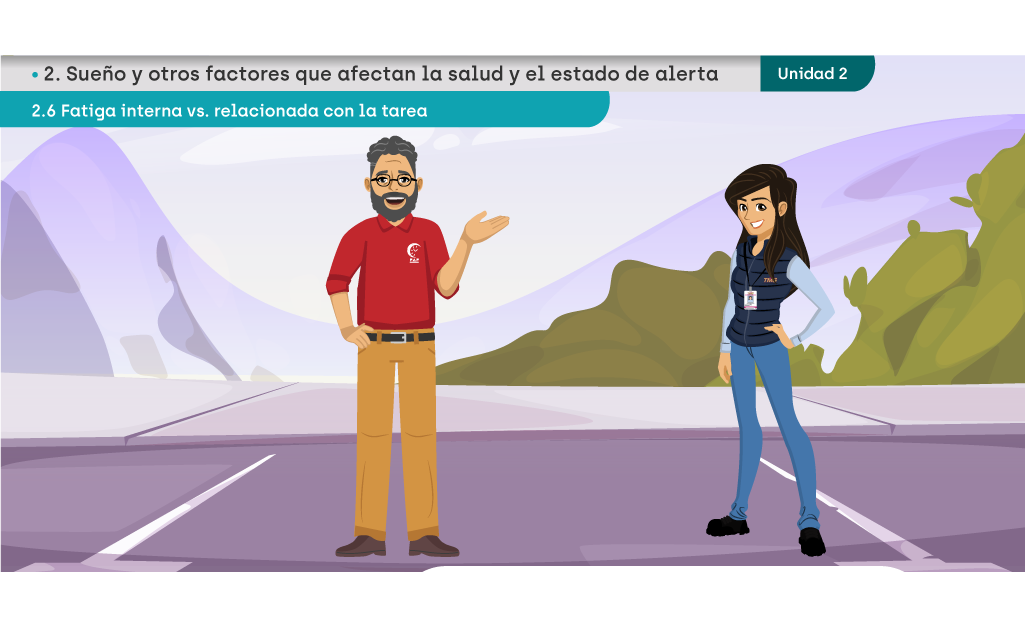 • 2. Sueño y otros factores que afectan la salud y el estado de alerta
Unidad 2
2.6 Fatiga interna vs. relacionada con la tarea